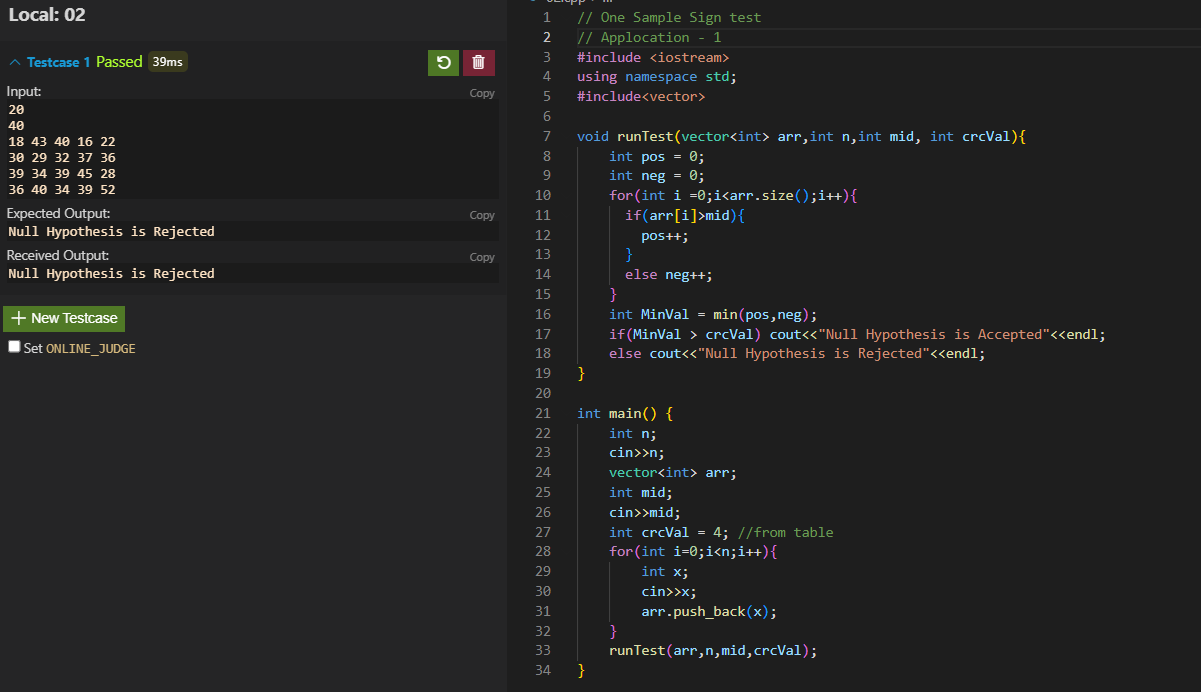 Local: 02
Testcase 1 Passed 39ms
Input:
Copy
20
40
18 43 40 16 22
30 29 32 37 36
39 34 39 45 28
36 40 34 39 52
Expected Output:
Copy
Null Hypothesis is Rejected
Received Output:
Copy
Null Hypothesis is Rejected
+ New Testcase
Set ONLINE_JUDGE
1 // One Sample Sign test
2 // Applocation - 1
3 #include <iostream>
4 using namespace std;
5 #include<vector>
6
7 void runTest(vector<int> arr,int n,int mid, int crcVal){
8 int pos = 0;
9 int neg = 0;
10 for(int i =0;i<arr.size();i++){
11 if(arr[i]>mid){
12 pos++;
13 }
14 else neg++;
15 }
16 int MinVal = min(pos,neg);
17 if(MinVal > crcVal) cout<<"Null Hypothesis is Accepted"<<endl;
18 else cout<<"Null Hypothesis is Rejected"<<endl;
19 }
20
21 int main() {
22 int n;
23 cin>>n;
24 vector<int> arr;
25 int mid;
26 cin>>mid;
27 int crcVal = 4; //from table
28 for(int i=0;i<n;i++){
29 int x;
30 cin>>x;
31 arr.push_back(x);
32 }
33 runTest(arr,n,mid,crcVal);
34 }